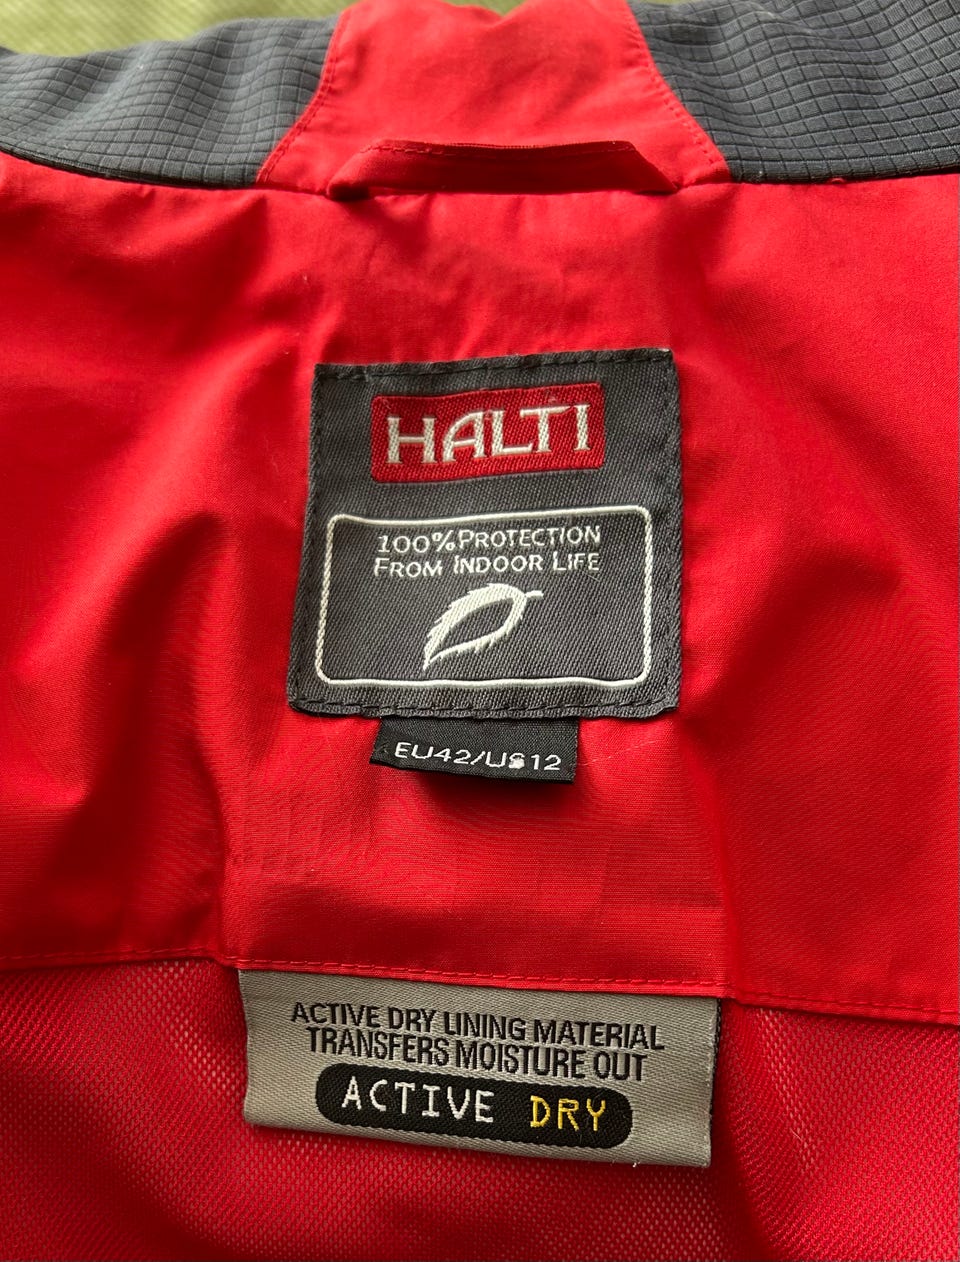 HALTI
100% PROTECTION
FROM INDOOR LIFE
EU42/US12
ACTIVE DRY LINING MATERIAL
TRANSFERS MOISTURE OUT
ACTIVE DRY